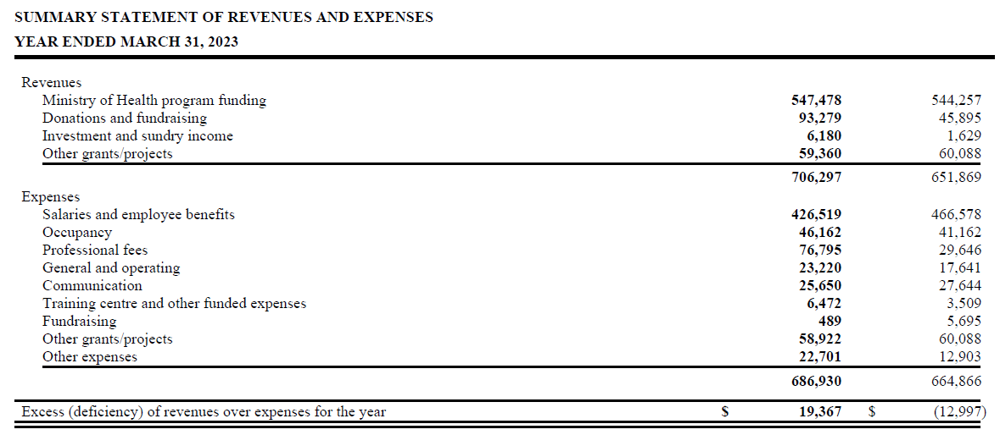 SUMMARY STATEMENT OF REVENUES AND EXPENSES
YEAR ENDED MARCH 31, 2023
Revenues
Ministry of Health program funding 547,478 544,257
Donations and fundraising 93,279 45,895
Investment and sundry income 6,180 1,629
Other grants/projects 59,360 60,088
706,297 651,869
Expenses
Salaries and employee benefits 426,519 466,578
Occupancy 46,162 41,162
Professional fees 76,795 29,646
General and operating 23,220 17,641
Communication 25,650 27,644
Training centre and other funded expenses 6,472 3,509
Fundraising 489 5,695
Other grants/projects 58,922 60,088
Other expenses 22,701 12,903
686,930 664,866
Excess (deficiency) of revenues over expenses for the year $ 19,367 $ (12,997)